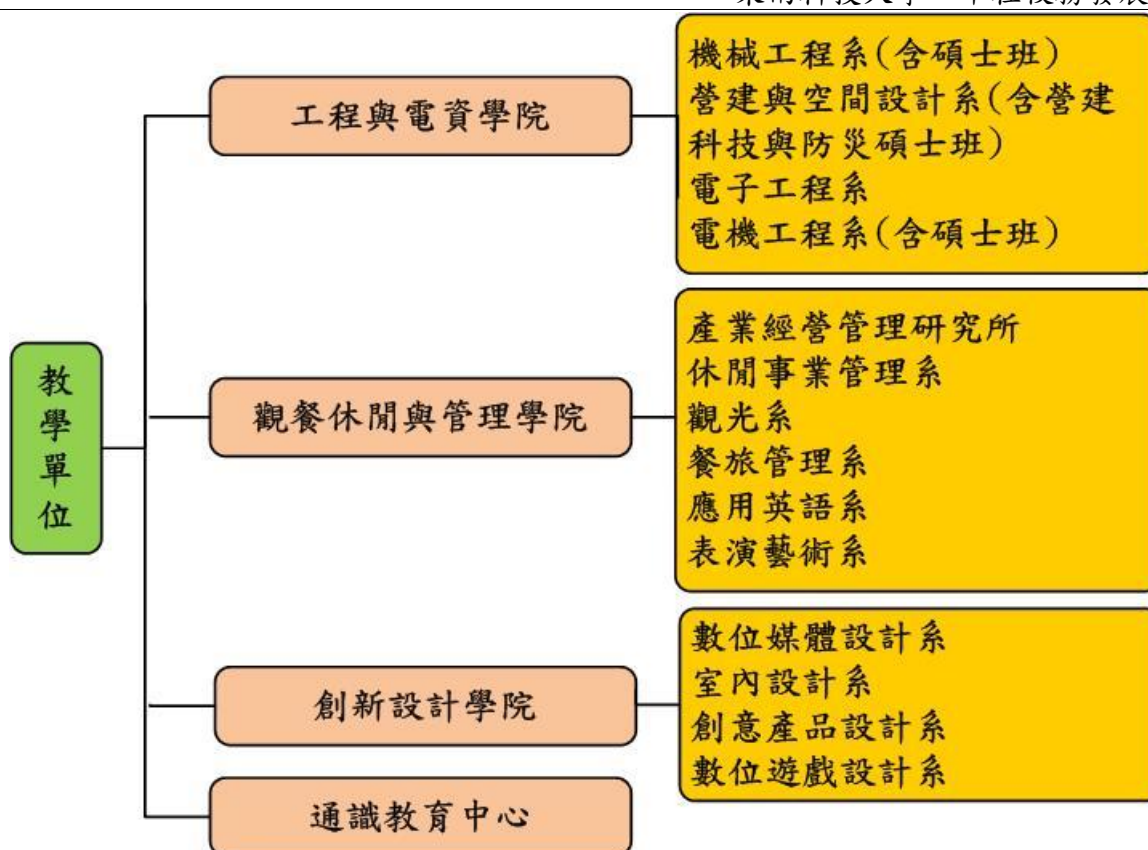 機械工程系(含碩士班)
營建與空間設計系(含營建
科技與防災碩士班)
電子工程系
電機工程系(含碩士班)
工程與電資學院
產業經營管理研究所
休閒事業管理系
觀光系
餐旅管理系
應用英語系
表演藝術系
觀餐休閒與管理學院
教
學
單
位
數位媒體設計系
室內設計系
創意產品設計系
數位遊戲設計系
創新設計學院
通識教育中心